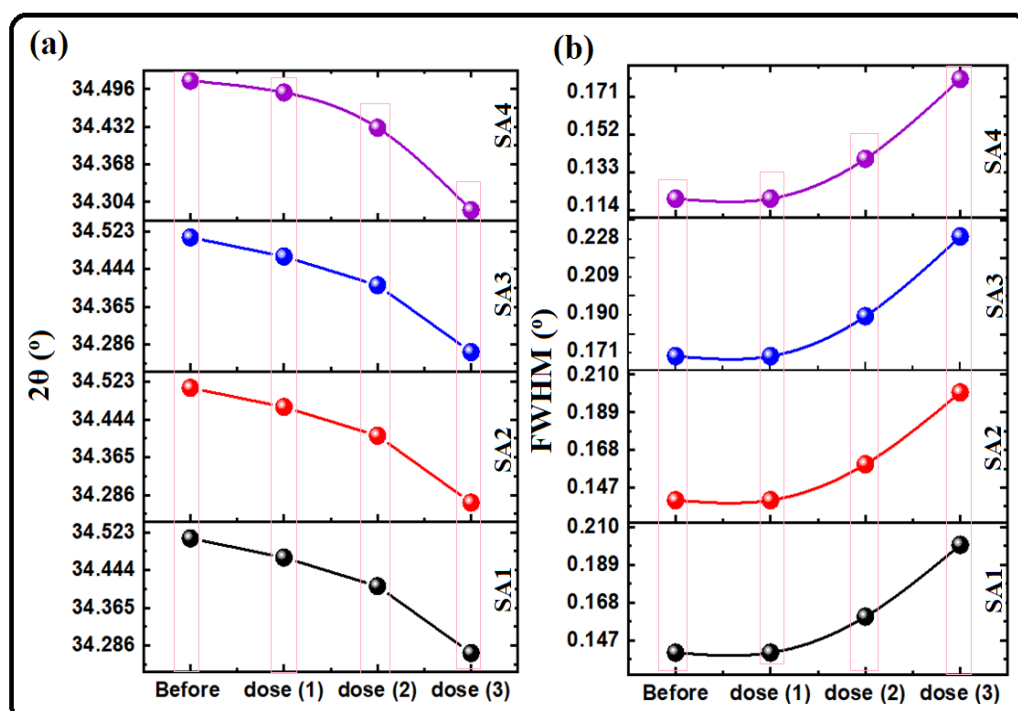 (a)
2θ (º)
34.496
34.432
34.368
34.304
SA4
34.523
34.444
34.365
34.286
SA3
34.523
34.444
34.365
34.286
SA2
34.523
34.444
34.365
34.286
SA1
Before dose (1) dose (2) dose (3)
(b)
FWHM (º)
0.171
0.152
0.133
0.114
SA4
0.228
0.209
0.190
0.171
SA3
0.210
0.189
0.168
0.147
SA2
0.210
0.189
0.168
0.147
SA1
Before dose (1) dose (2) dose (3)